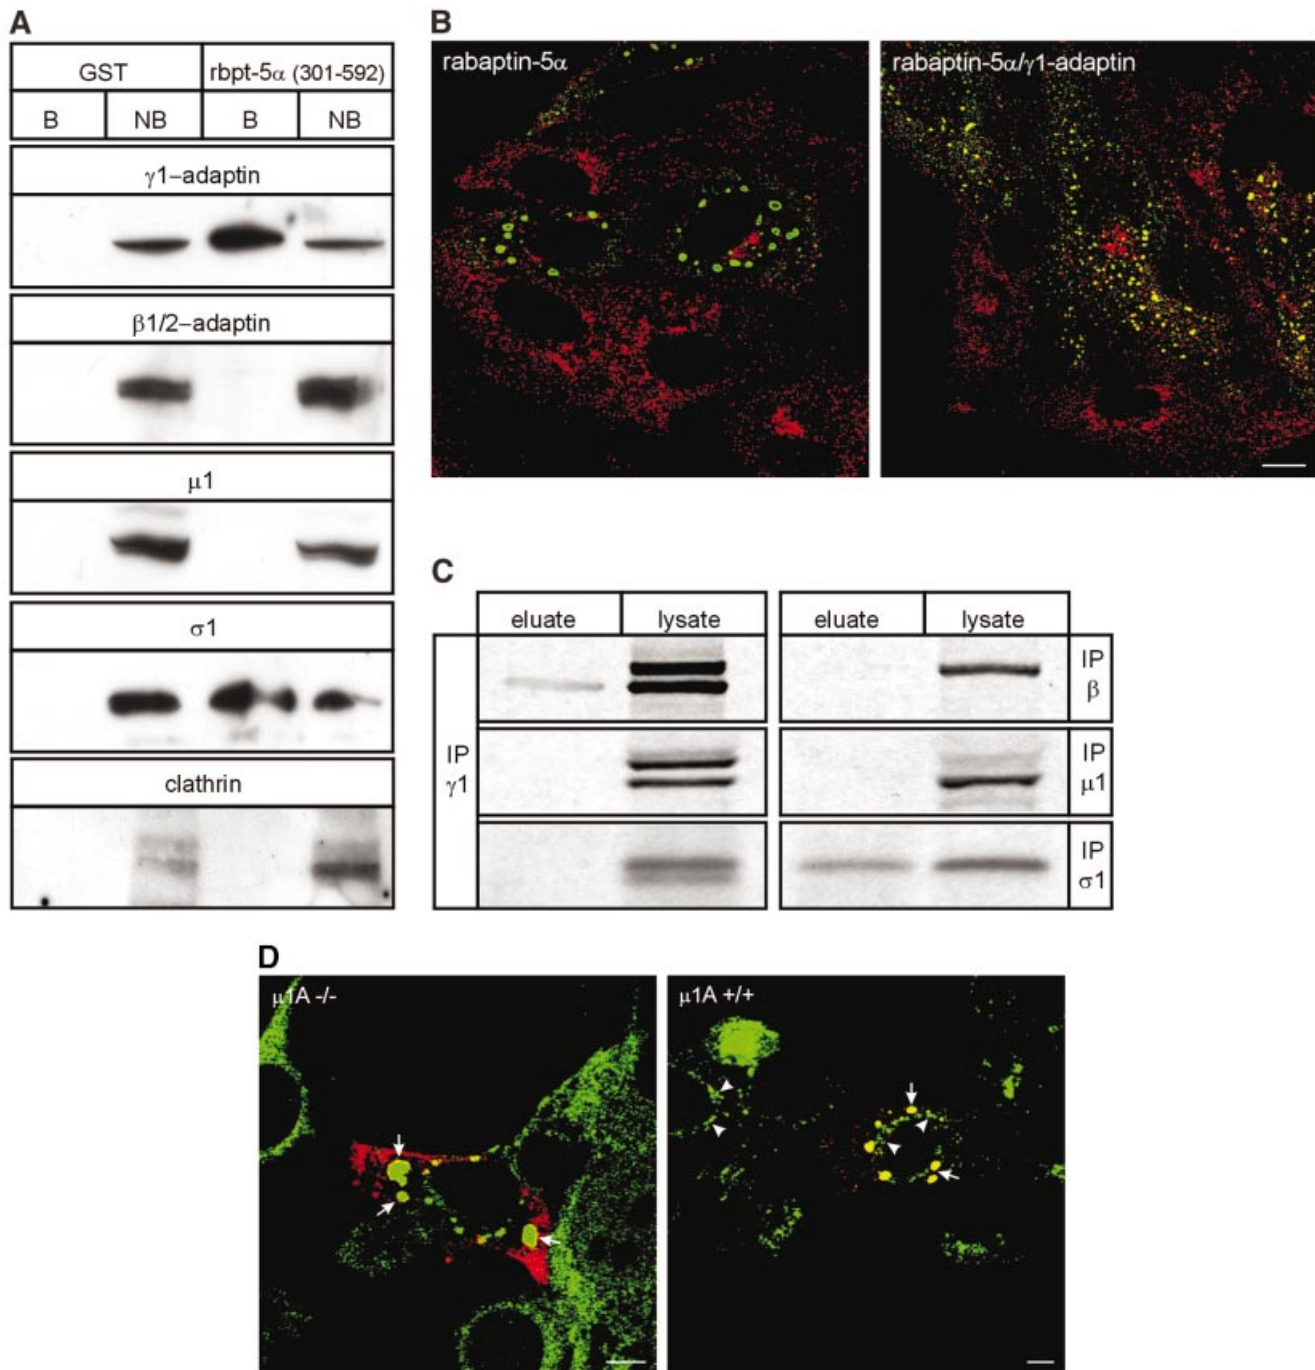 A
GST rbpt-5α (301-592)
B NB B NB
γ1–adaptin
β1/2–adaptin
μ1
σ1
clathrin
B
rabaptin-5α
rabaptin-5α/γ1-adaptin
C
eluate lysate eluate lysate
IP γ1
IP β
IP μ1
IP σ1
D
μ1A -/-
μ1A +/+